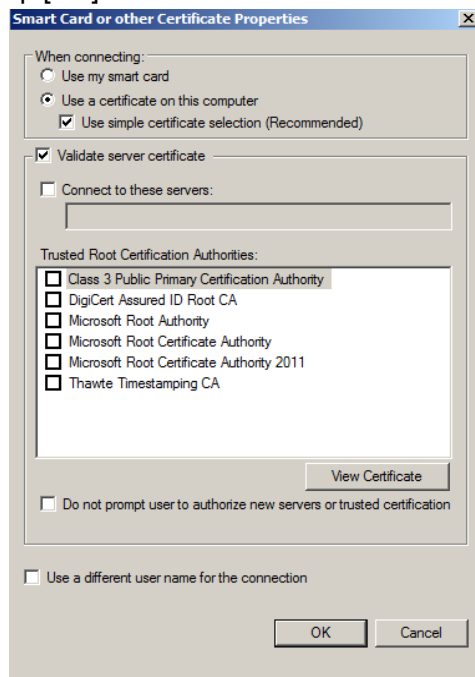 Smart Card or other Certificate Properties
When connecting:
Use my smart card
Use a certificate on this computer
Use simple certificate selection (Recommended)
Validate server certificate
Connect to these servers:
Trusted Root Certification Authorities:
Class 3 Public Primary Certification Authority
DigiCert Assured ID Root CA
Microsoft Root Authority
Microsoft Root Certificate Authority
Microsoft Root Certificate Authority 2011
Thawte Timestamping CA
View Certificate
Do not prompt user to authorize new servers or trusted certification
Use a different user name for the connection
OK Cancel